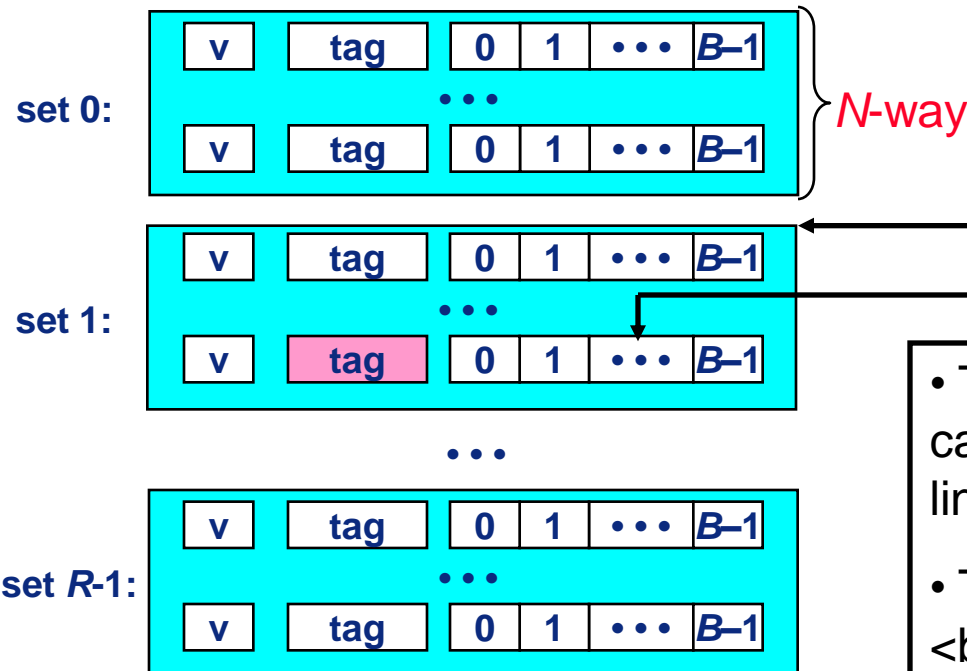 v tag 0 1 ••• B–1
set 0: ••• N-way
v tag 0 1 ••• B–1
v tag 0 1 ••• B–1
set 1: •••
v tag 0 1 ••• B–1
•••
v tag 0 1 ••• B–1
set R-1: •••
v tag 0 1 ••• B–1
•
•